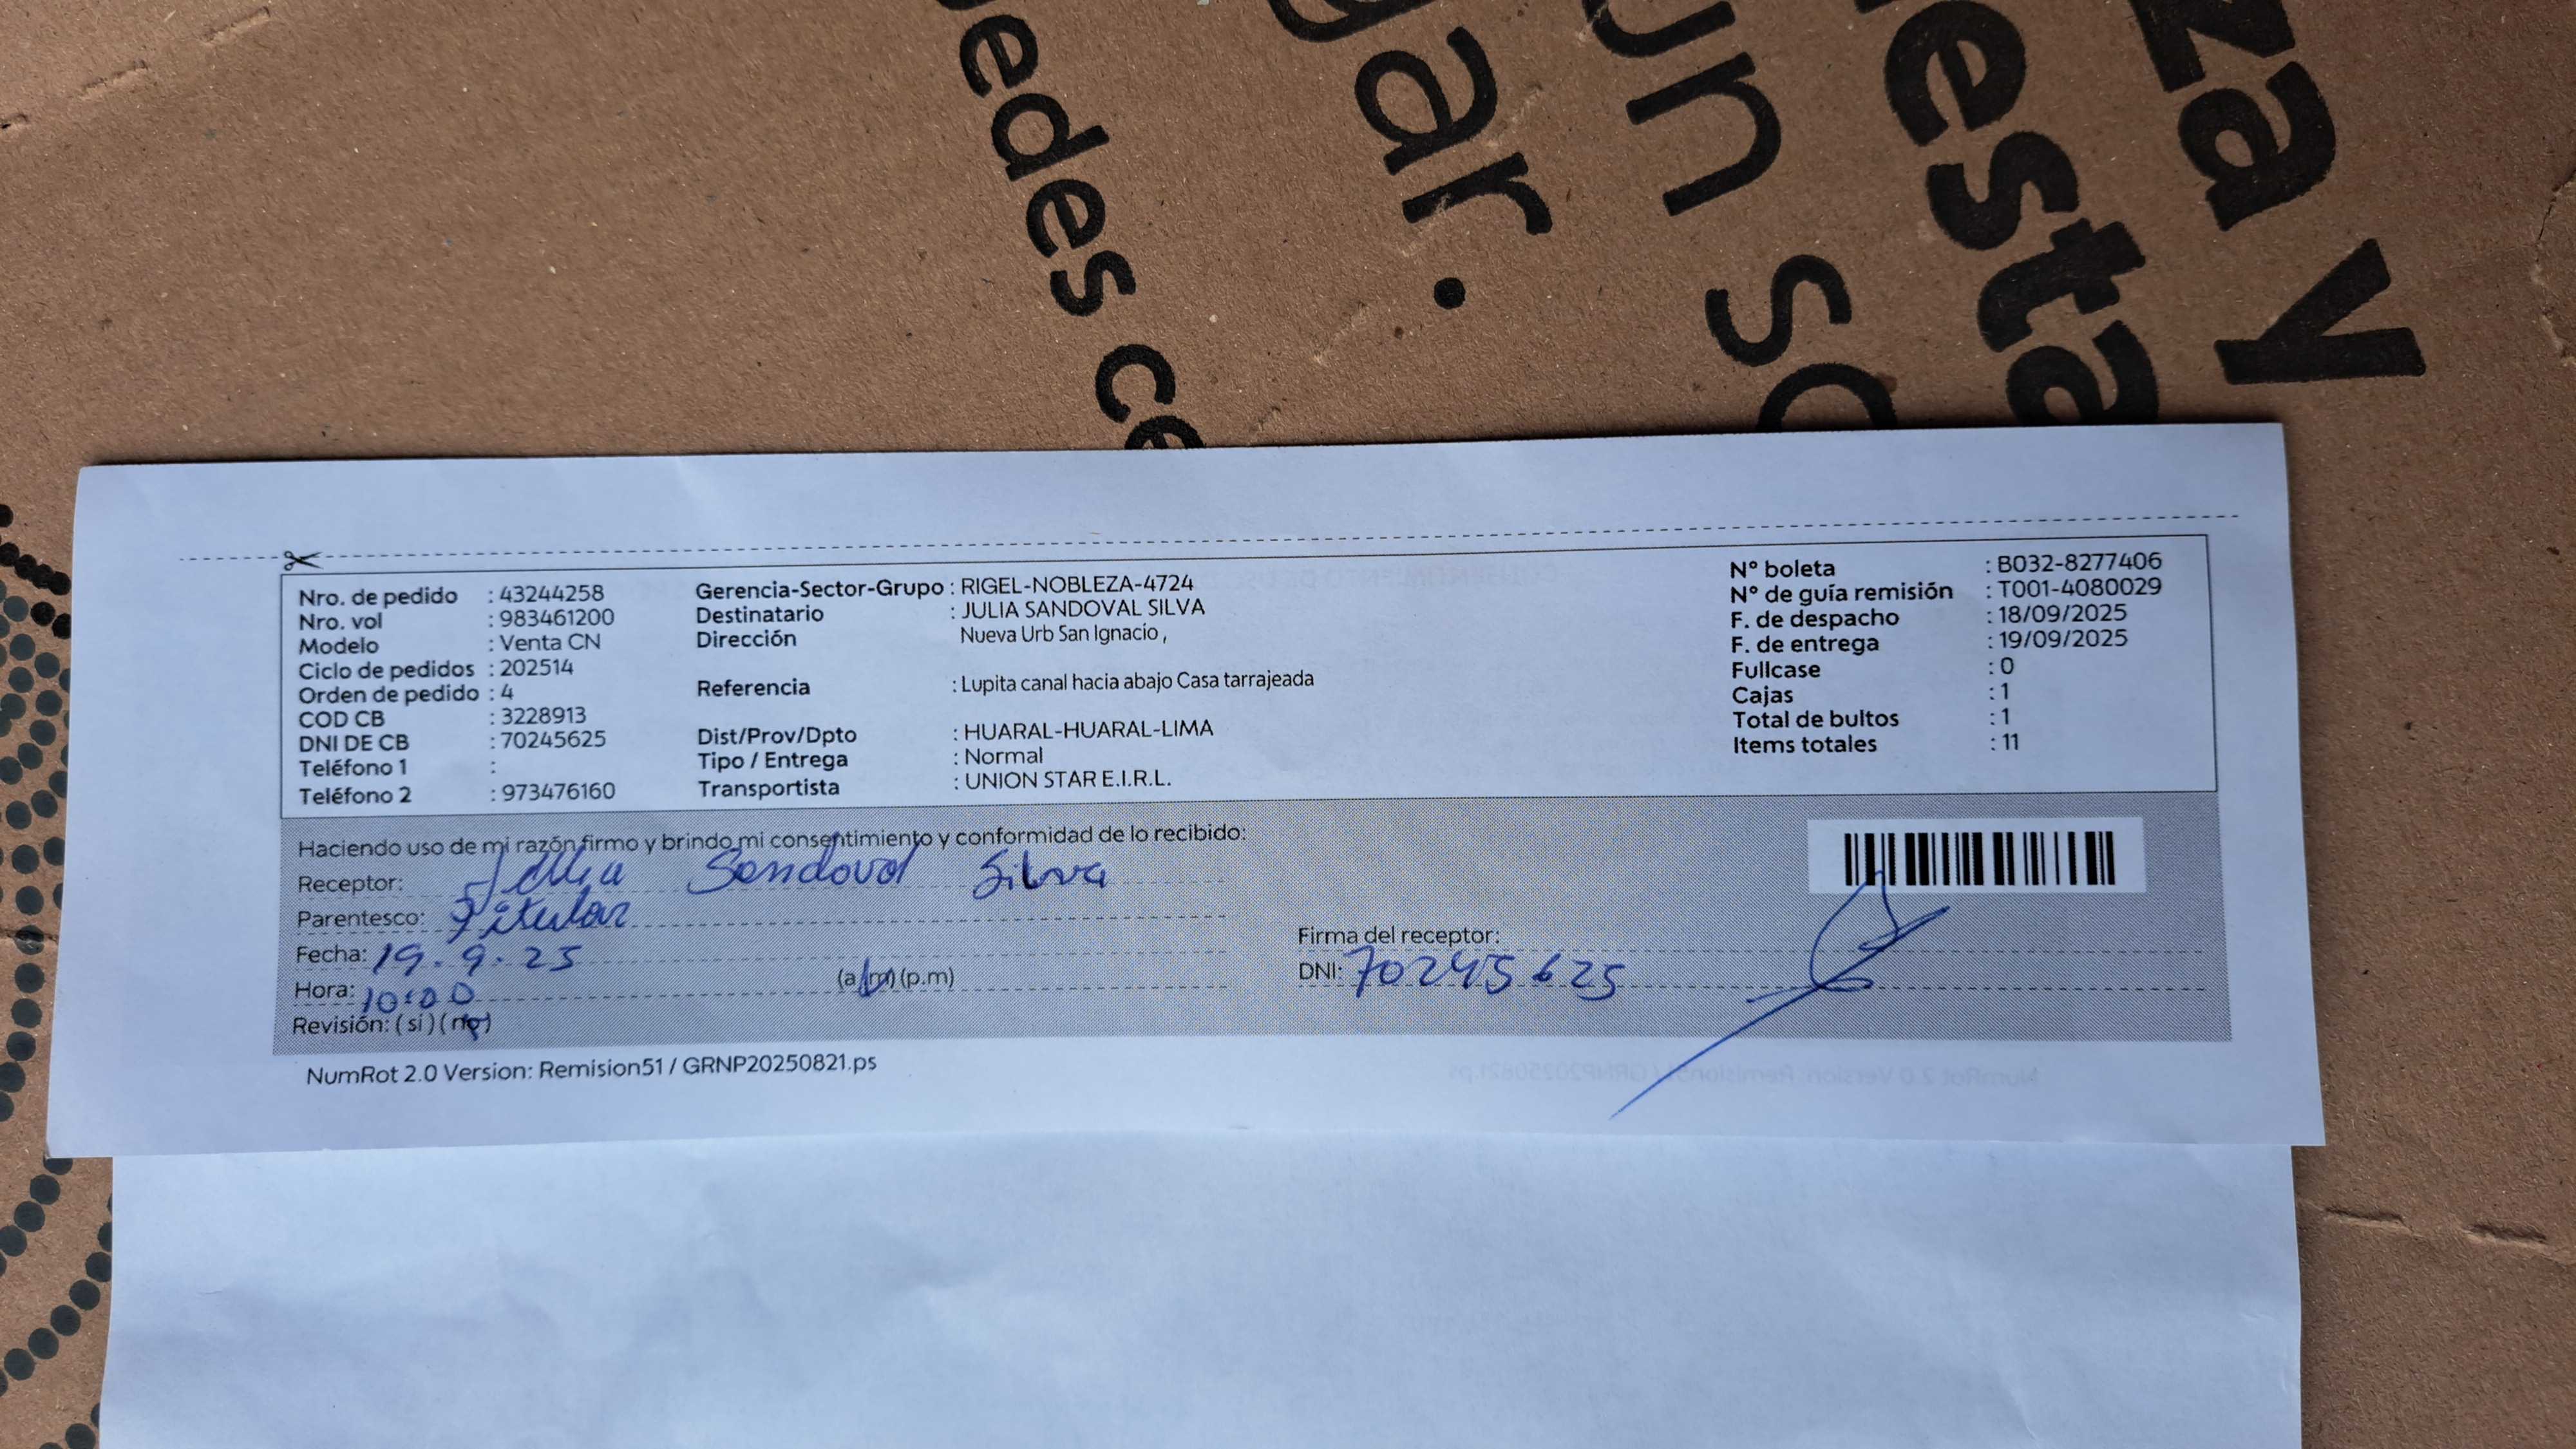 edes ce
gar.
un so
esta
za y
Nro. de pedido : 43244258
Nro. vol : 983461200
Modelo : Venta CN
Ciclo de pedidos : 202514
Orden de pedido : 4
COD CB : 3228913
DNI DE CB : 70245625
Teléfono 1 :
Teléfono 2 : 973476160
Gerencia-Sector-Grupo : RIGEL-NOBLEZA-4724
Destinatario : JULIA SANDOVAL SILVA
Dirección Nueva Urb San Ignacio ,
Referencia : Lupita canal hacia abajo Casa tarrajeada
Dist/Prov/Dpto : HUARAL-HUARAL-LIMA
Tipo / Entrega : Normal
Transportista : UNION STAR E.I.R.L.
N° boleta : B032-8277406
N° de guía remisión : T001-4080029
F. de despacho : 18/09/2025
F. de entrega : 19/09/2025
Fullcase : 0
Cajas : 1
Total de bultos : 1
Items totales : 11
Haciendo uso de mi razón firmo y brindo mi consentimiento y conformidad de lo recibido:
Receptor: Julia Sandoval Silva
Parentesco: Titular
Fecha: 19.9.25
Hora: 10:00 (a.m) (p.m)
Revisión: ( sí ) ( no )
Firma del receptor:
DNI: 70245625
NumRot 2.0 Version: Remision51 / GRNP20250821.ps